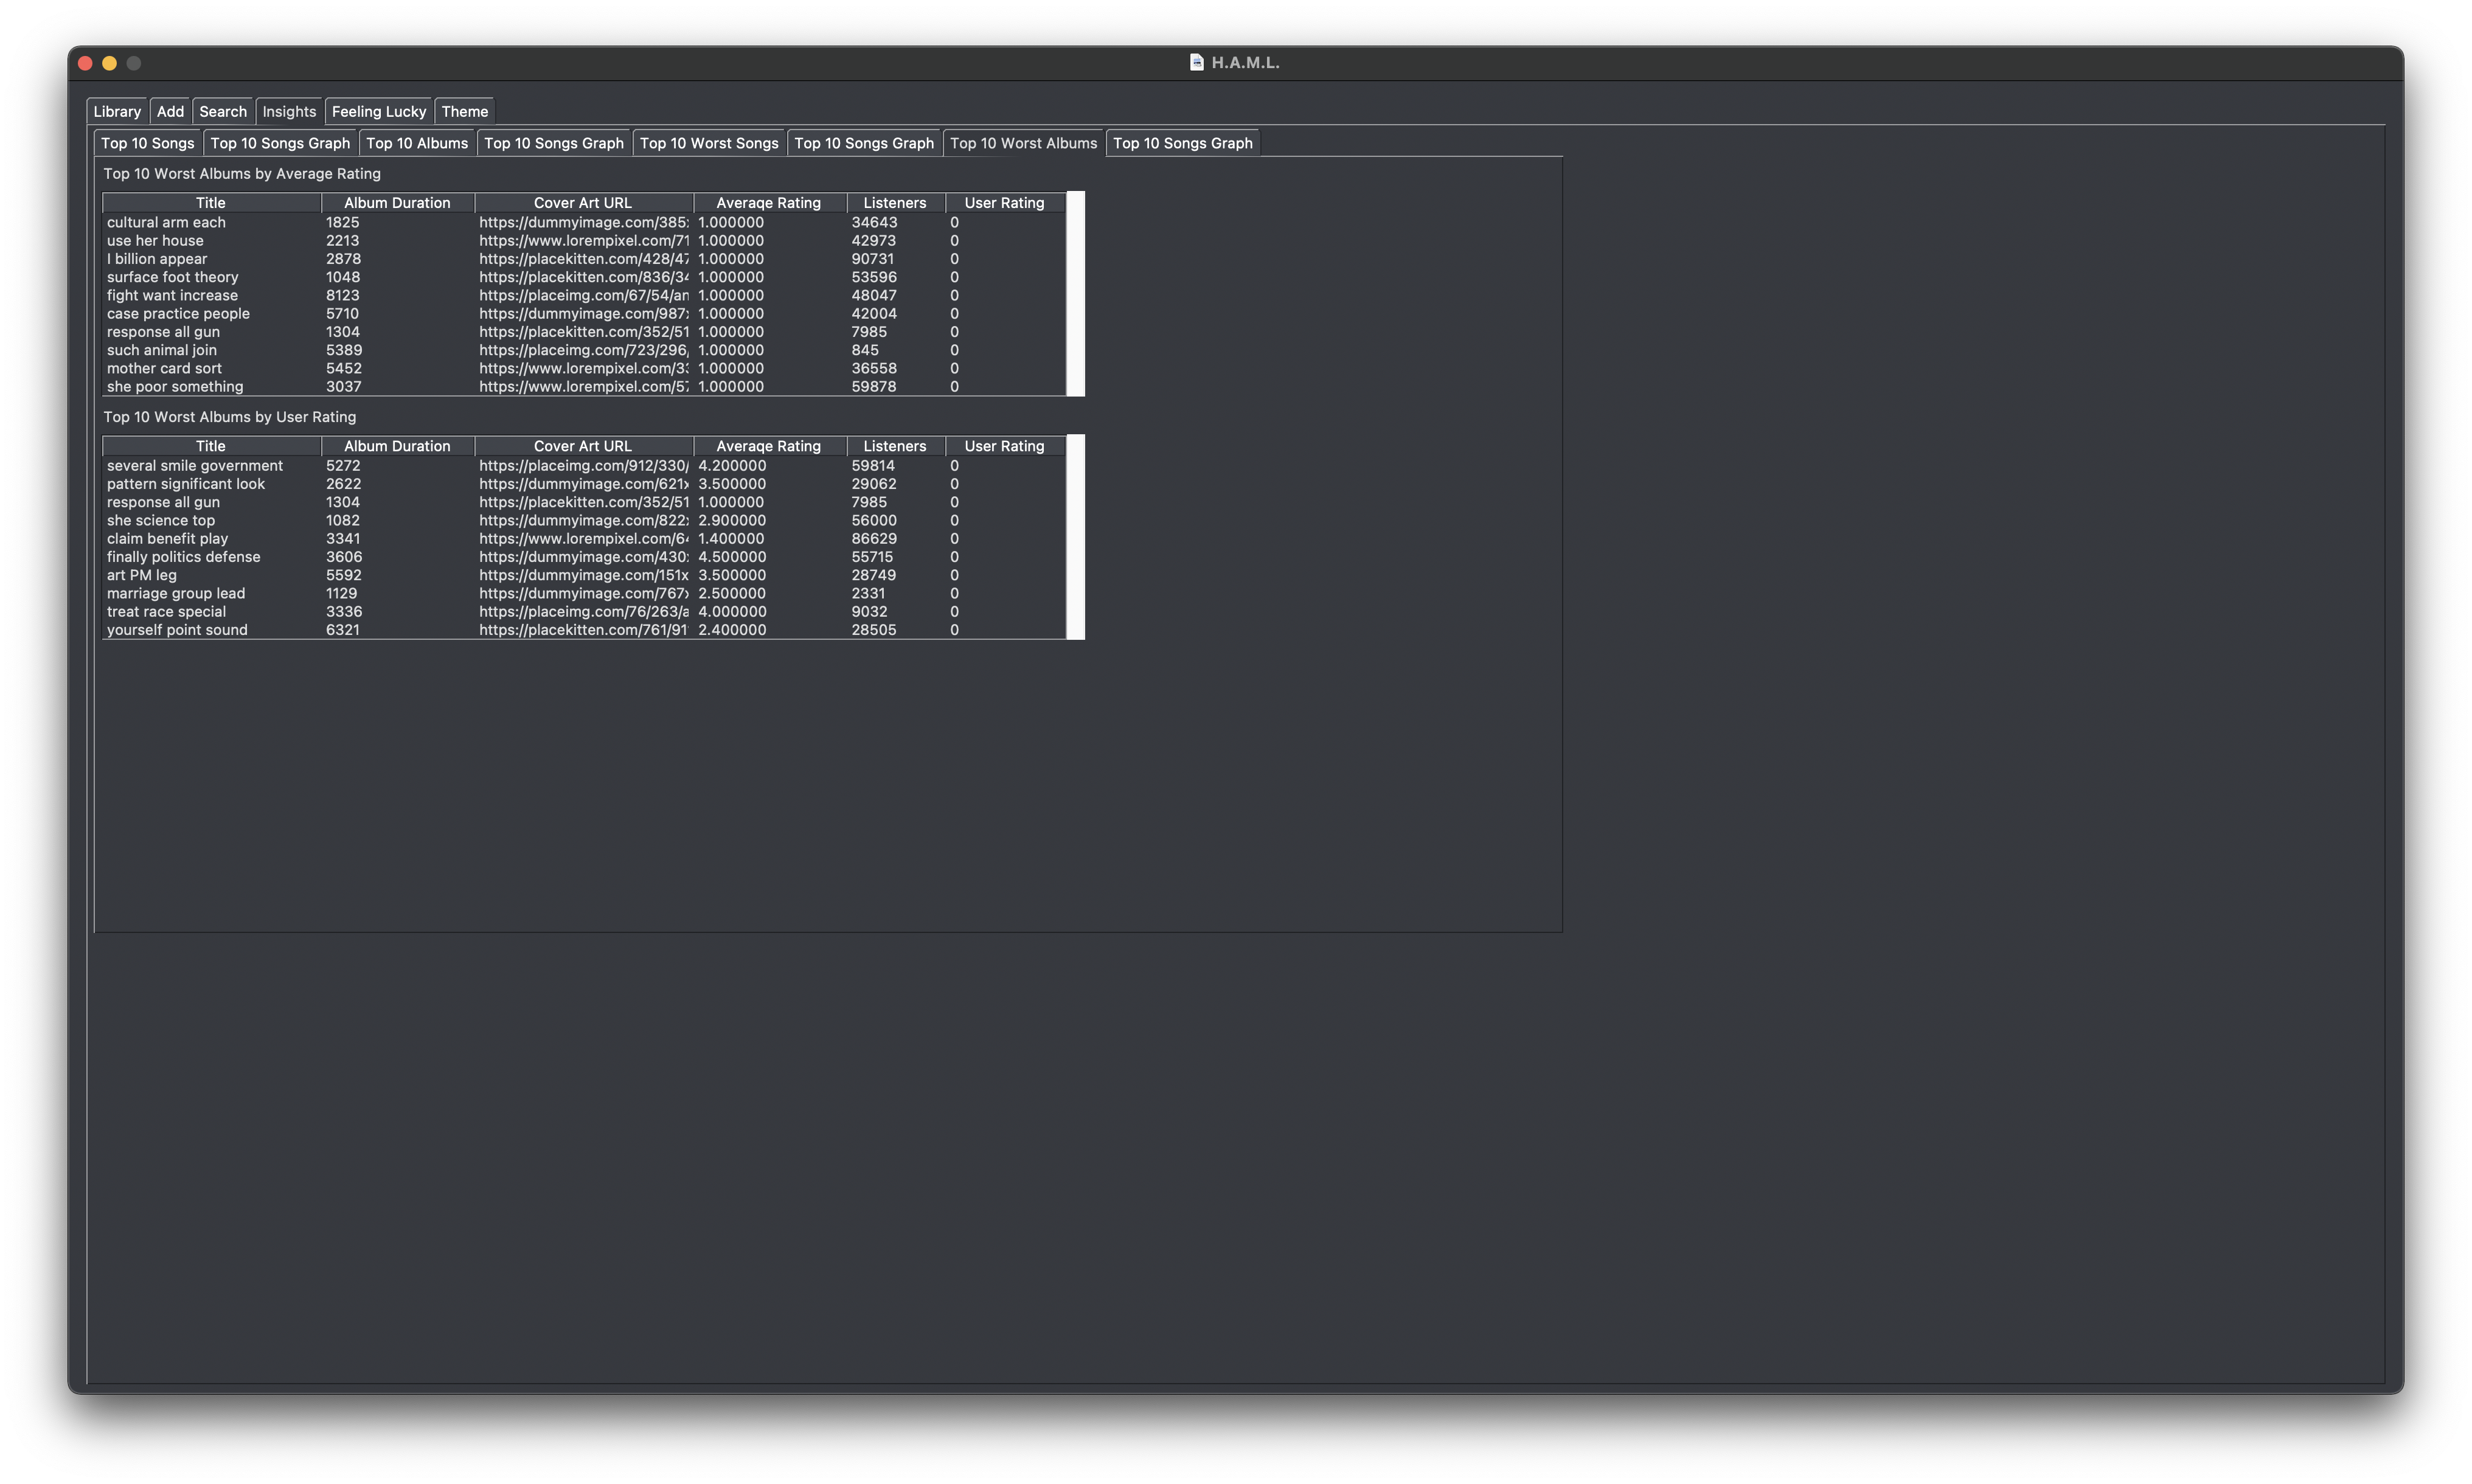 H.A.M.L.
Library Add Search Insights Feeling Lucky Theme
Top 10 Songs Top 10 Songs Graph Top 10 Albums Top 10 Songs Graph Top 10 Worst Songs Top 10 Songs Graph Top 10 Worst Albums Top 10 Songs Graph
Top 10 Worst Albums by Average Rating
Title Album Duration Cover Art URL Average Rating Listeners User Rating
cultural arm each 1825 https://dummyimage.com/385x 1.000000 34643 0
use her house 2213 https://www.lorempixel.com/71 1.000000 42973 0
I billion appear 2878 https://placekitten.com/428/47 1.000000 90731 0
surface foot theory 1048 https://placekitten.com/836/34 1.000000 53596 0
fight want increase 8123 https://placeimg.com/67/54/an 1.000000 48047 0
case practice people 5710 https://dummyimage.com/987x 1.000000 42004 0
response all gun 1304 https://placekitten.com/352/51 1.000000 7985 0
such animal join 5389 https://placeimg.com/723/296/ 1.000000 845 0
mother card sort 5452 https://www.lorempixel.com/33 1.000000 36558 0
she poor something 3037 https://www.lorempixel.com/57 1.000000 59878 0
Top 10 Worst Albums by User Rating
Title Album Duration Cover Art URL Average Rating Listeners User Rating
several smile government 5272 https://placeimg.com/912/330/ 4.200000 59814 0
pattern significant look 2622 https://dummyimage.com/621x 3.500000 29062 0
response all gun 1304 https://placekitten.com/352/51 1.000000 7985 0
she science top 1082 https://dummyimage.com/822x 2.900000 56000 0
claim benefit play 3341 https://www.lorempixel.com/64 1.400000 86629 0
finally politics defense 3606 https://dummyimage.com/430x 4.500000 55715 0
art PM leg 5592 https://dummyimage.com/151x 3.500000 28749 0
marriage group lead 1129 https://dummyimage.com/767x 2.500000 2331 0
treat race special 3336 https://placeimg.com/76/263/a 4.000000 9032 0
yourself point sound 6321 https://placekitten.com/761/91 2.400000 28505 0